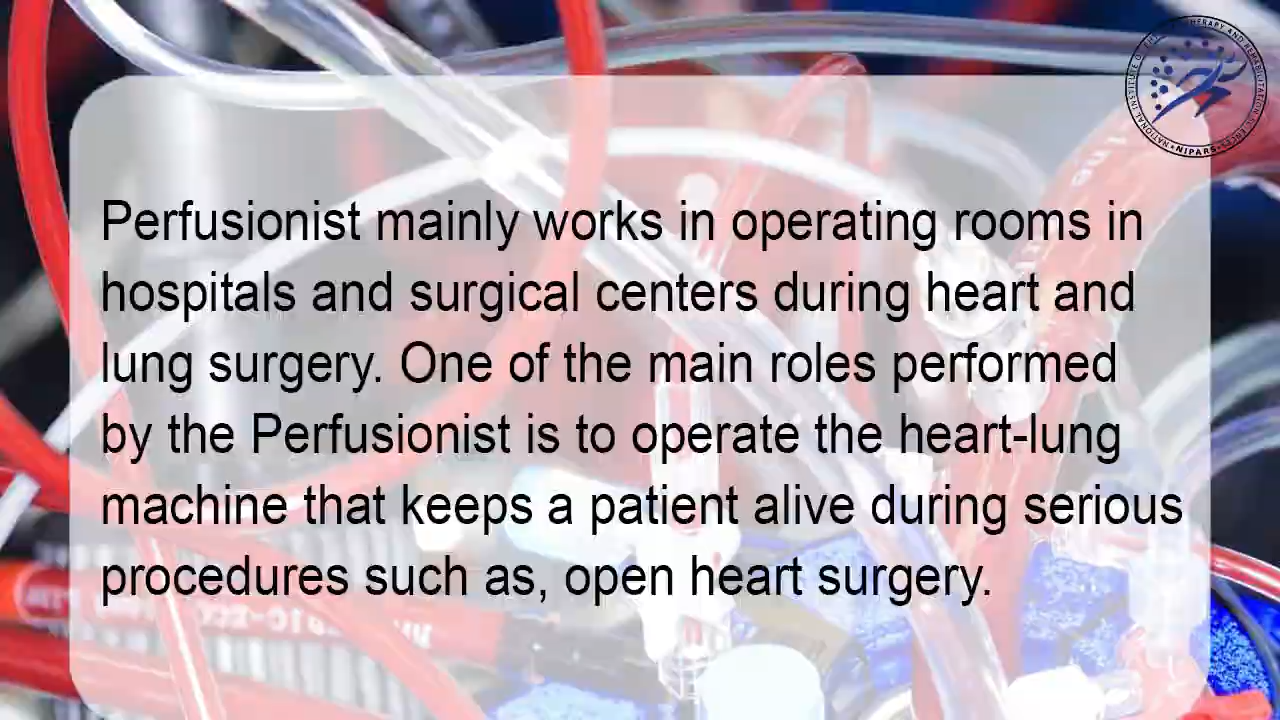 Perfusionist mainly works in operating rooms in
hospitals and surgical centers during heart and
lung surgery. One of the main roles performed
by the Perfusionist is to operate the heart-lung
machine that keeps a patient alive during serious
procedures such as, open heart surgery.
NIPARS